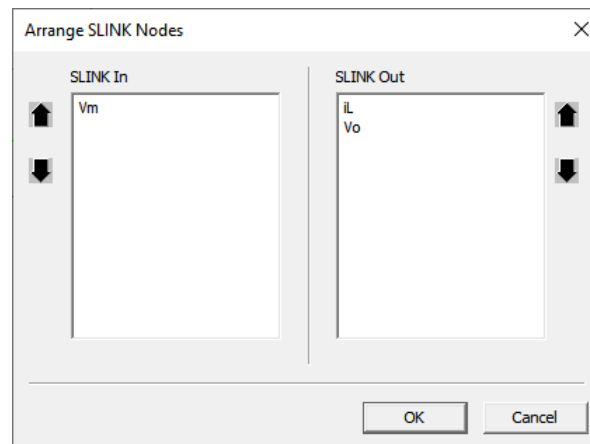 Arrange SLINK Nodes
SLINK In
SLINK Out
Vm
iL
Vo
OK
Cancel